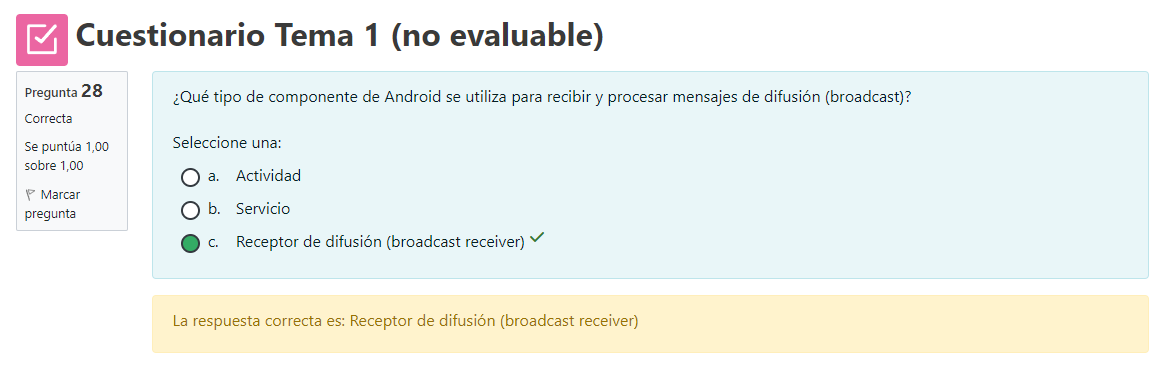 Cuestionario Tema 1 (no evaluable)
Pregunta 28
Correcta
Se puntúa 1,00
sobre 1,00
Marcar
pregunta
¿Qué tipo de componente de Android se utiliza para recibir y procesar mensajes de difusión (broadcast)?
Seleccione una:
a. Actividad
b. Servicio
c. Receptor de difusión (broadcast receiver)
La respuesta correcta es: Receptor de difusión (broadcast receiver)